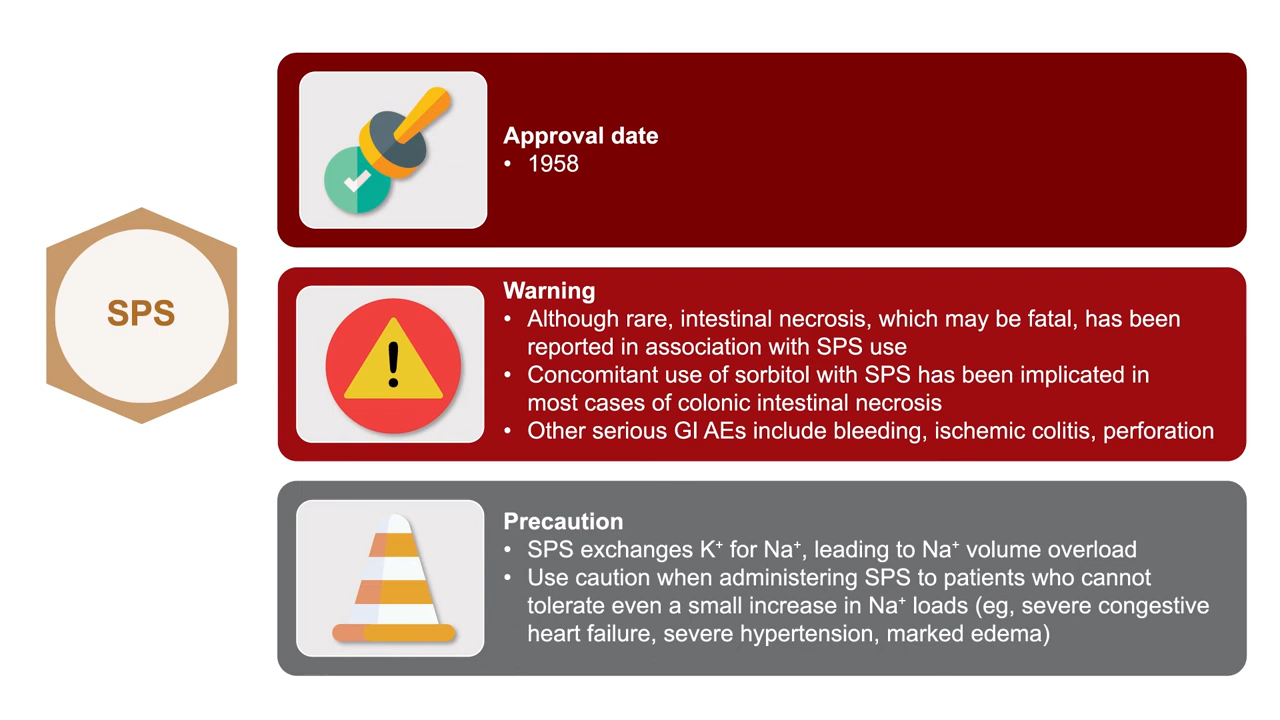 SPS
Approval date
• 1958
Warning
• Although rare, intestinal necrosis, which may be fatal, has been
reported in association with SPS use
• Concomitant use of sorbitol with SPS has been implicated in
most cases of colonic intestinal necrosis
• Other serious GI AEs include bleeding, ischemic colitis, perforation
Precaution
• SPS exchanges K⁺ for Na⁺, leading to Na⁺ volume overload
• Use caution when administering SPS to patients who cannot
tolerate even a small increase in Na⁺ loads (eg, severe congestive
heart failure, severe hypertension, marked edema)